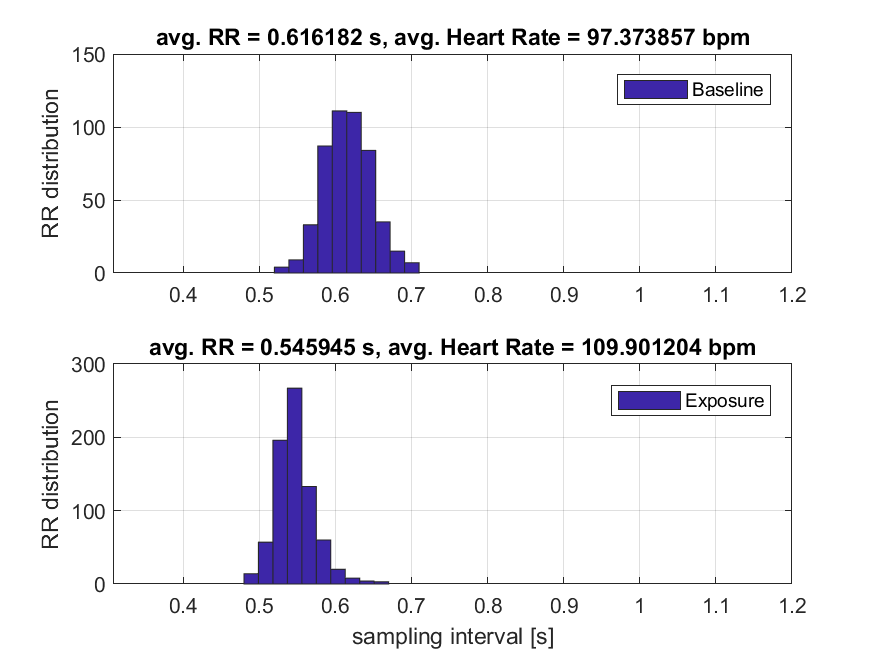 avg. RR = 0.616182 s, avg. Heart Rate = 97.373857 bpm
150
100
50
0
RR distribution
Baseline
0.4 0.5 0.6 0.7 0.8 0.9 1 1.1 1.2
avg. RR = 0.545945 s, avg. Heart Rate = 109.901204 bpm
300
200
100
0
RR distribution
Exposure
0.4 0.5 0.6 0.7 0.8 0.9 1 1.1 1.2
sampling interval [s]